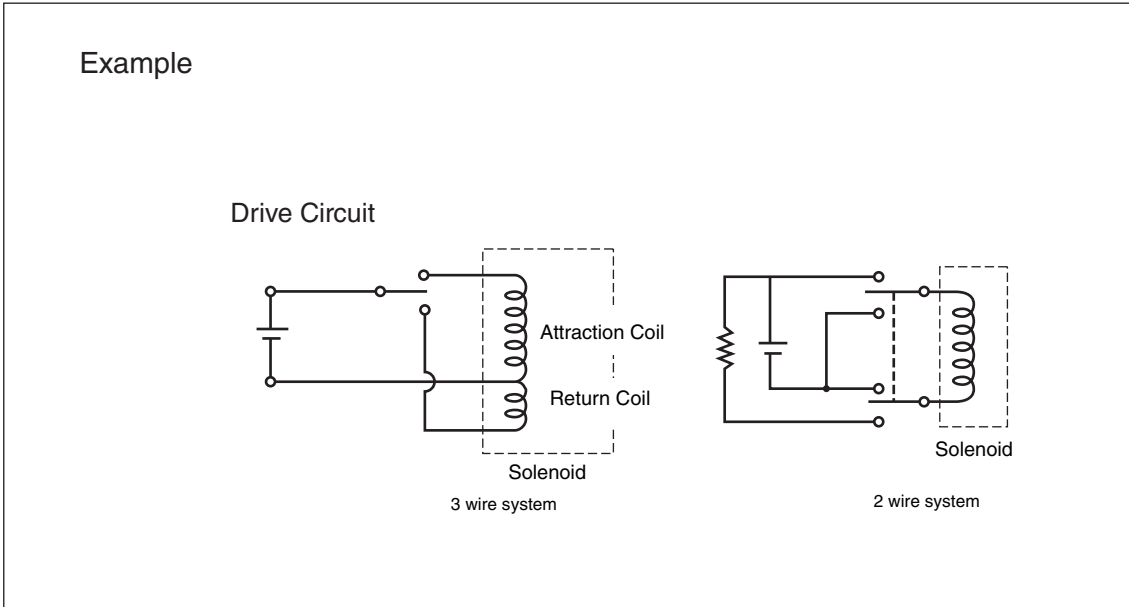 Example
Drive Circuit
Attraction Coil
Return Coil
Solenoid
3 wire system
Solenoid
2 wire system